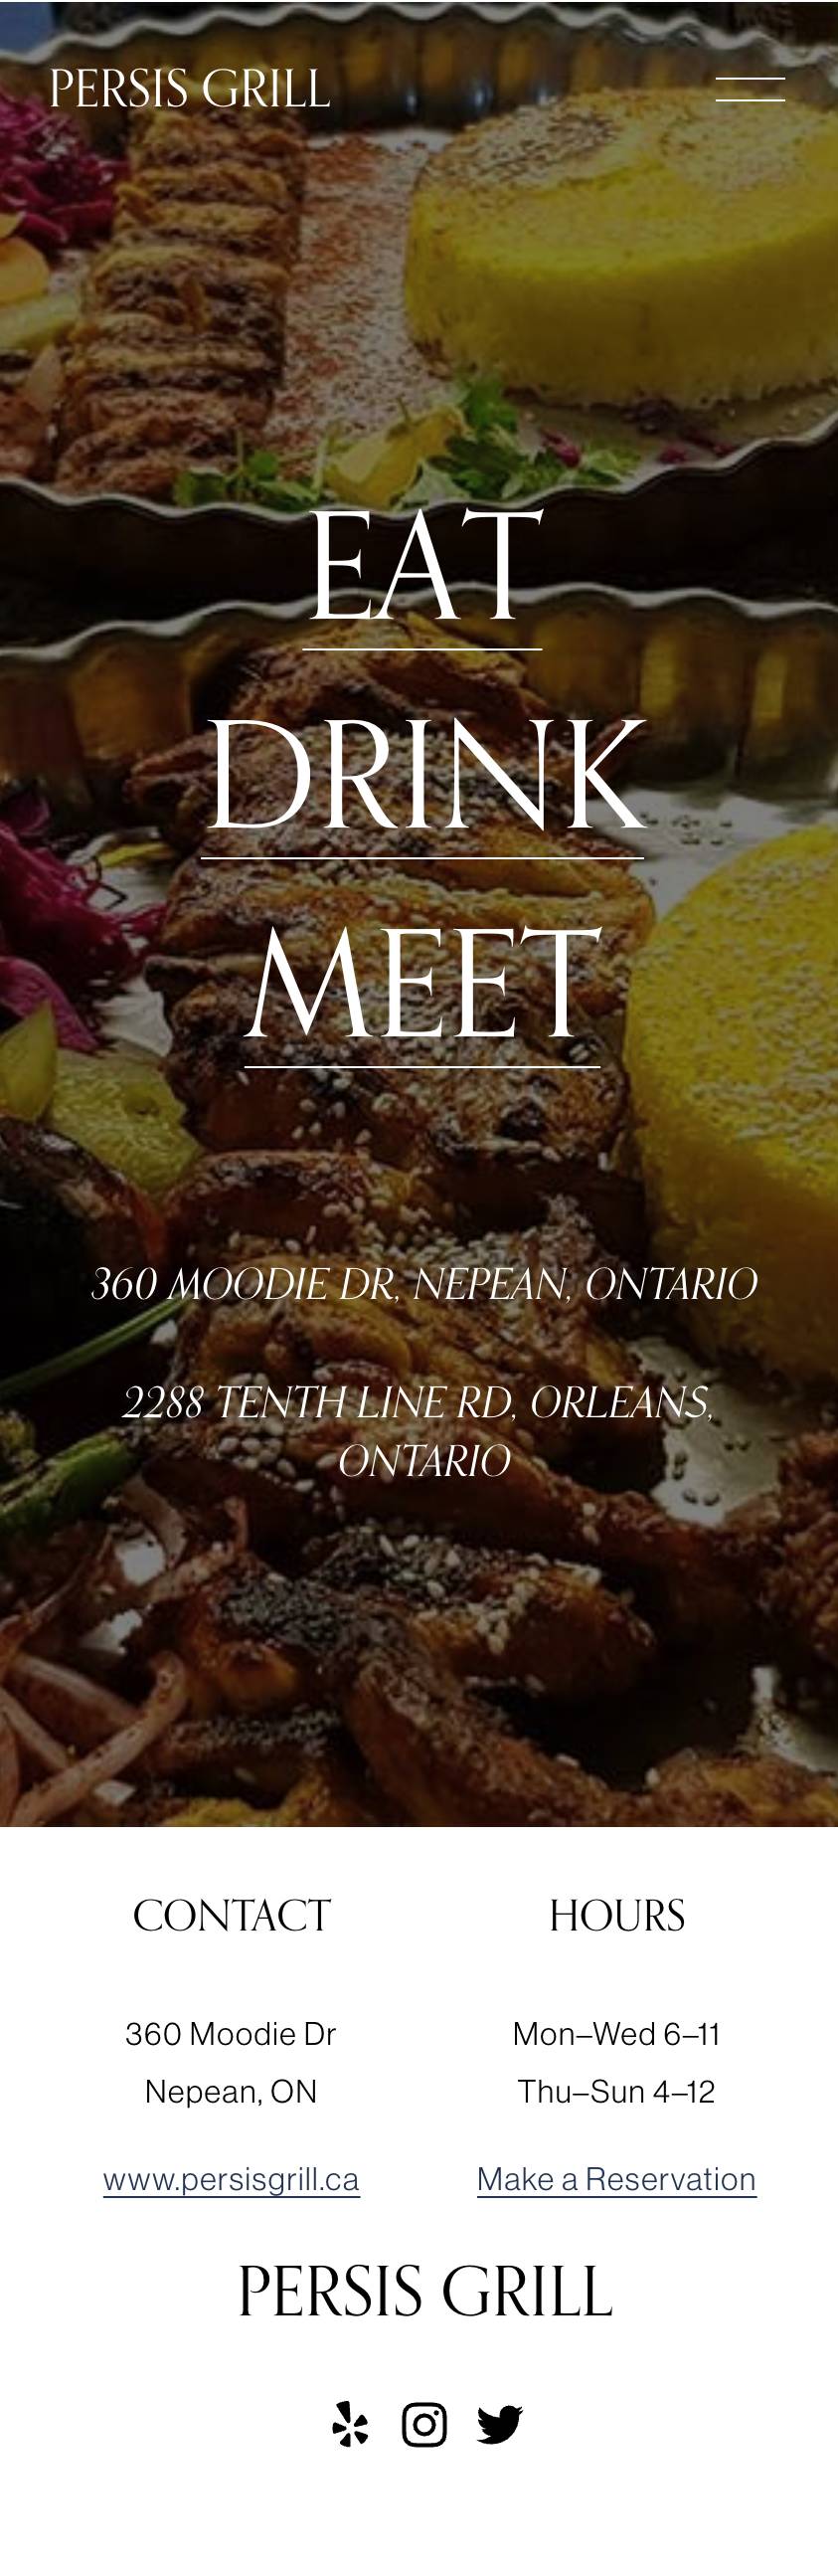 PERSIS GRILL
EAT
DRINK
MEET
360 MOODIE DR, NEPEAN, ONTARIO
2288 TENTH LINE RD, ORLEANS,
ONTARIO
CONTACT
360 Moodie Dr
Nepean, ON
www.persisgrill.ca
HOURS
Mon–Wed 6–11
Thu–Sun 4–12
Make a Reservation
PERSIS GRILL